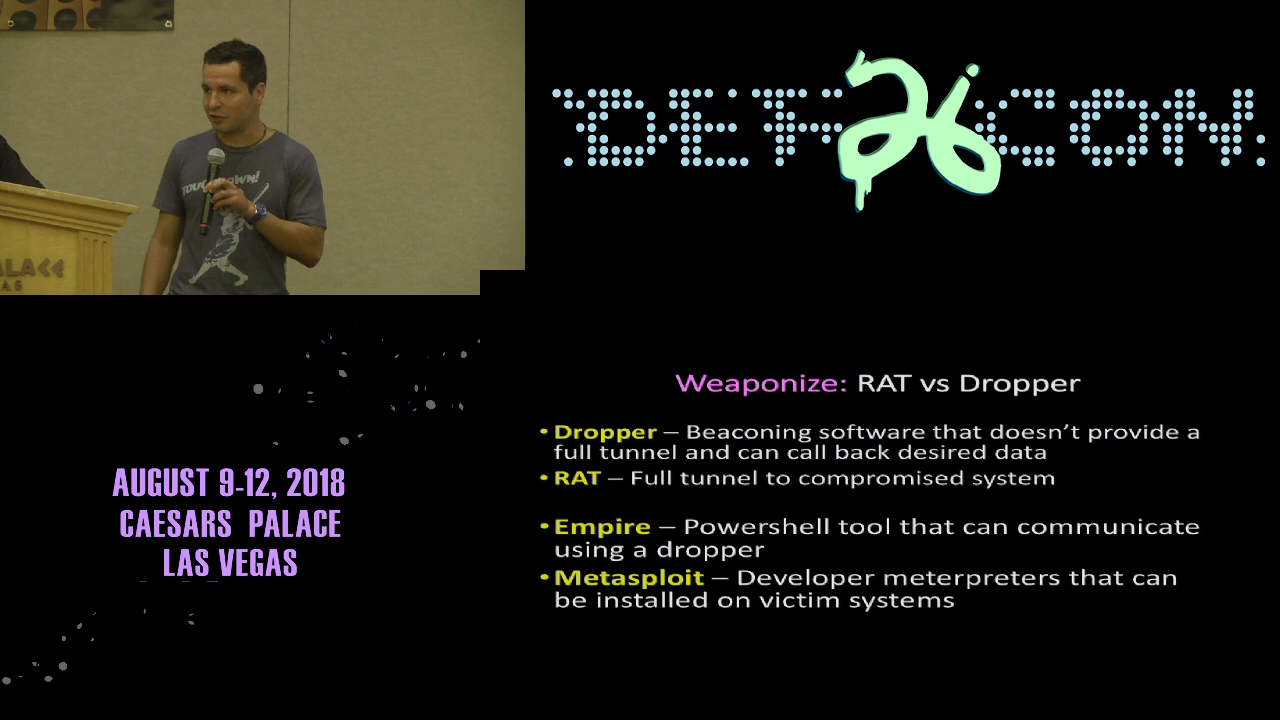 TOUCHDOWN!
DEF CON
26
AUGUST 9-12, 2018
CAESARS PALACE
LAS VEGAS
Weaponize: RAT vs Dropper
• Dropper – Beaconing software that doesn't provide a
full tunnel and can call back desired data
• RAT – Full tunnel to compromised system
• Empire – Powershell tool that can communicate
using a dropper
• Metasploit – Developer meterpreters that can
be installed on victim systems